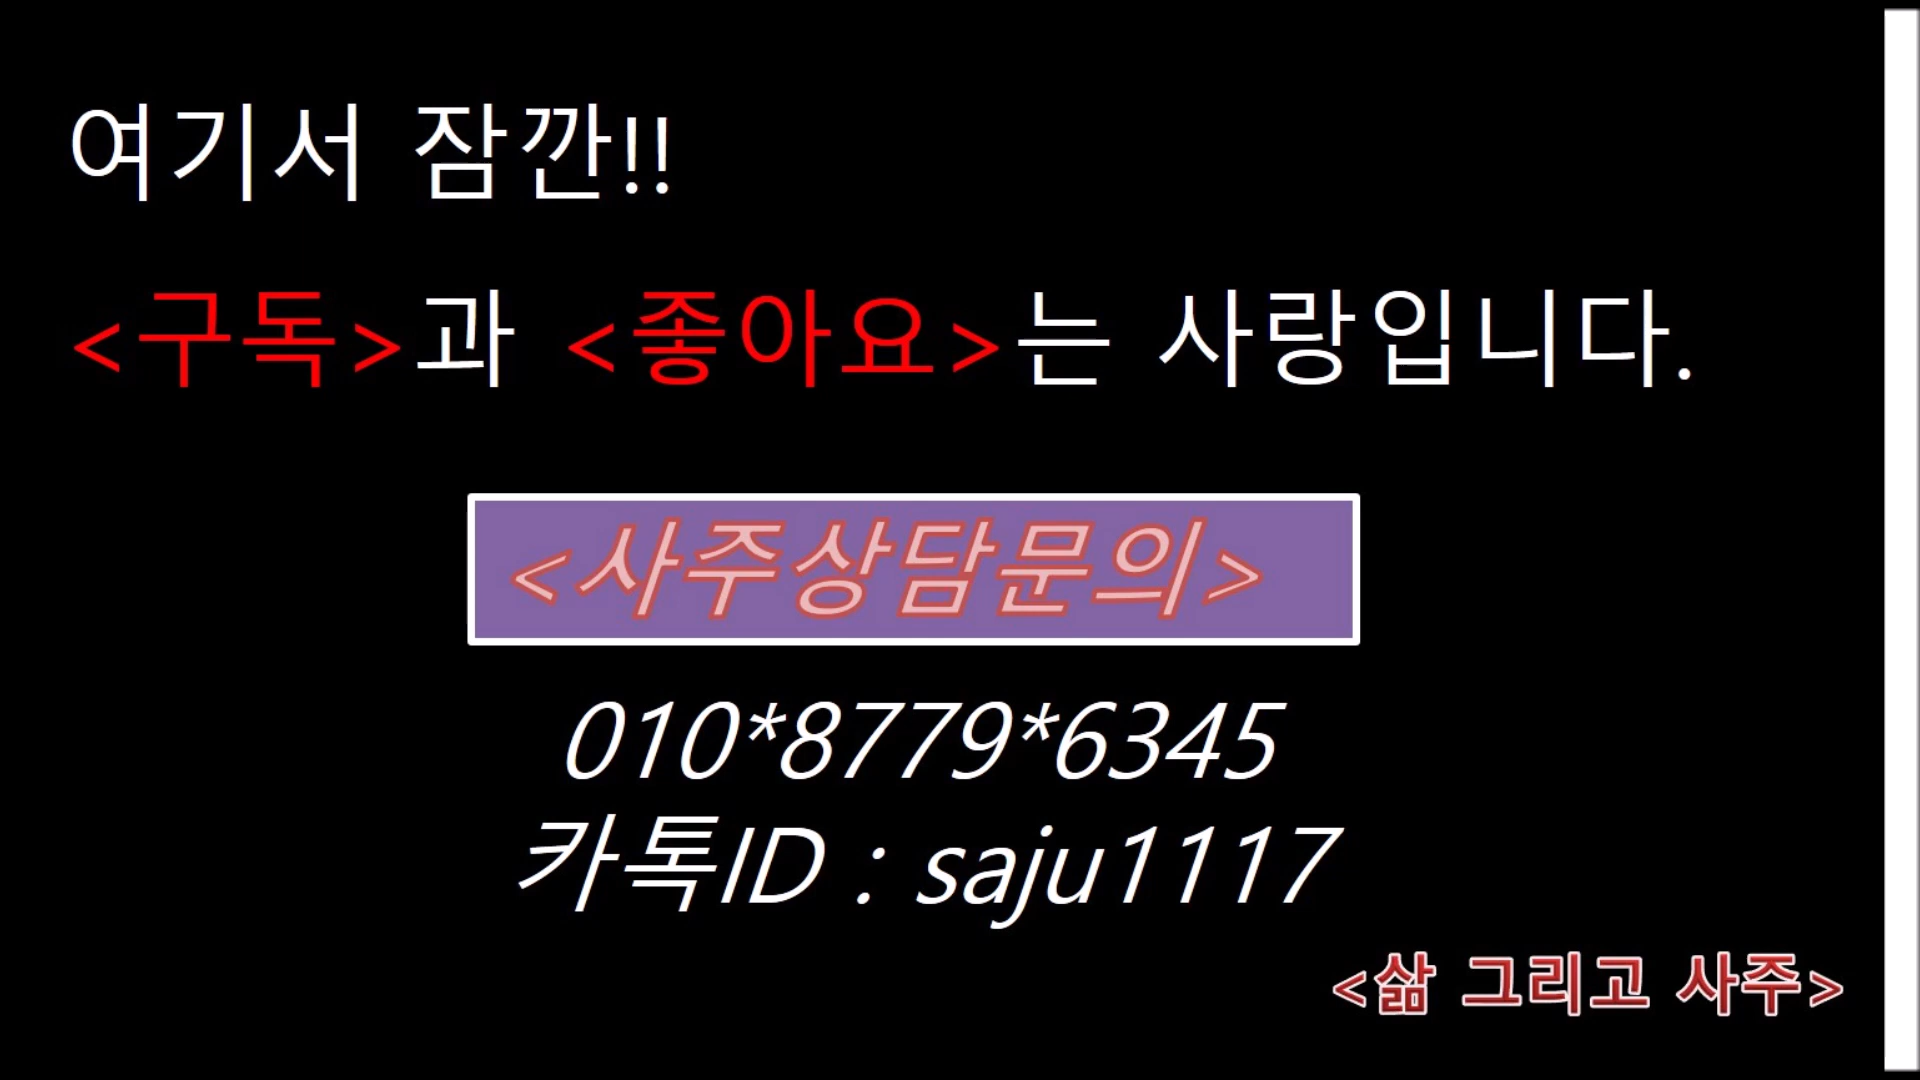 여기서 잠깐!!
<구독>과 <좋아요>는 사랑입니다.
<사주상담문의>
010*8779*6345
카톡ID : saju1117
<삶 그리고 사주>